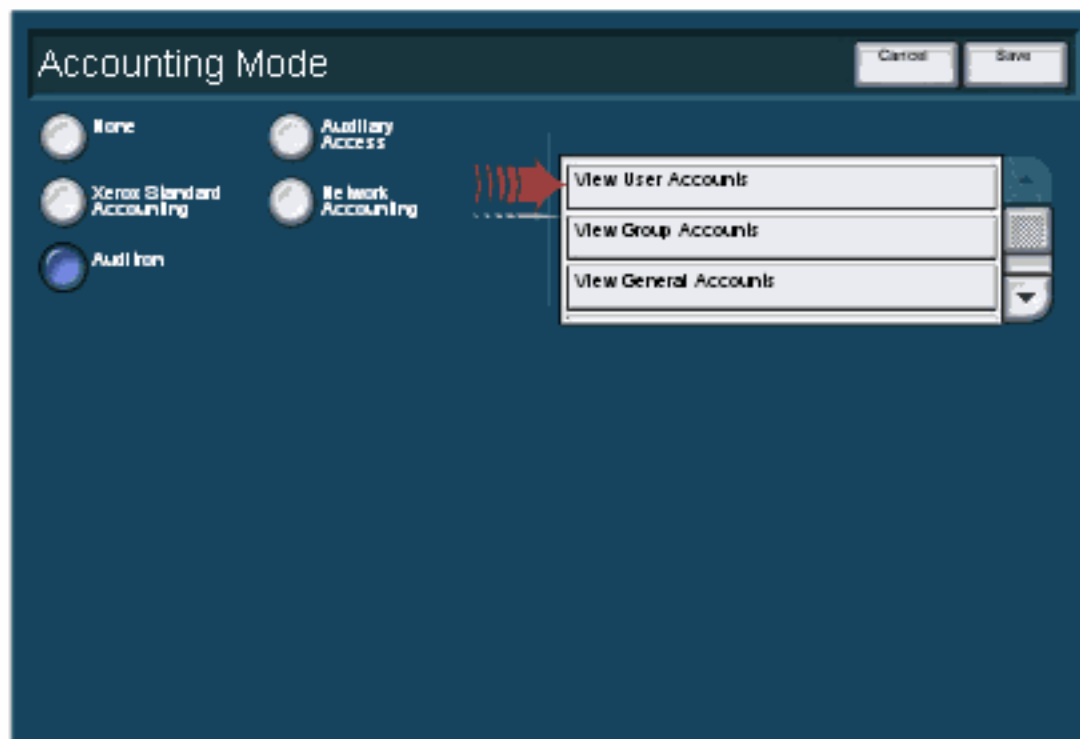 Accounting Mode
Cancel
Save
None
Auxiliary
Access
Xerox Standard
Accounting
Network
Accounting
Auditron
View User Accounts
View Group Accounts
View General Accounts